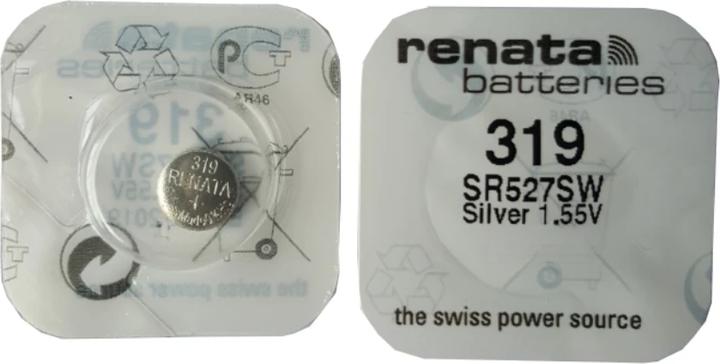 AR46
319
RENATA
+
renata
batteries
319
SR527SW
Silver 1.55V
the swiss power source